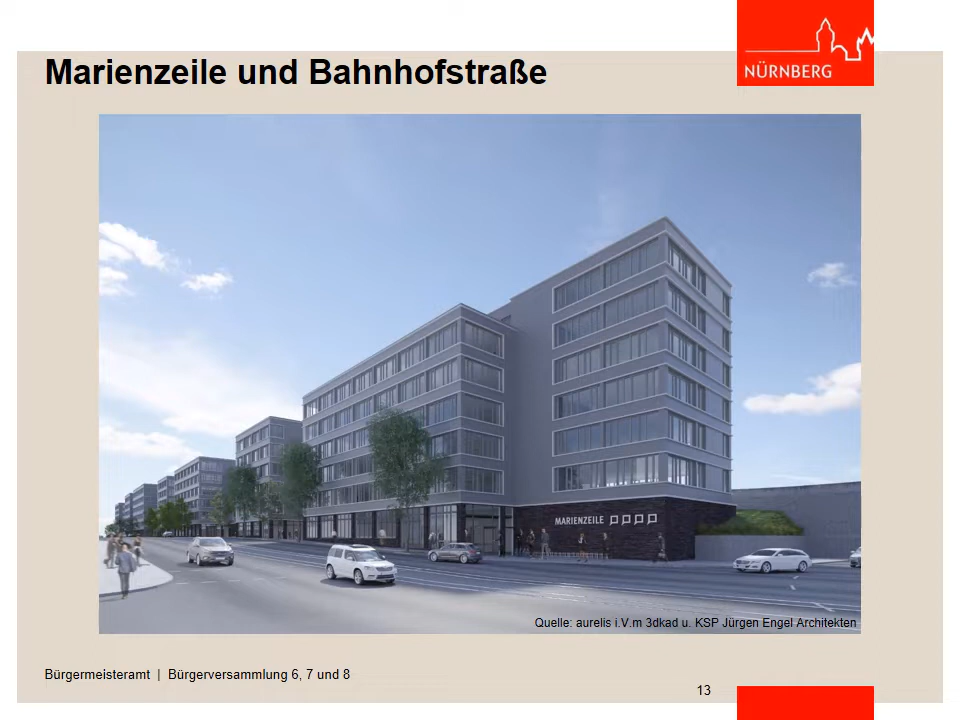 Marienzeile und Bahnhofstraße
NÜRNBERG
MARIENZEILE
Quelle: aurelis i.V.m 3dkad u. KSP Jürgen Engel Architekten
Bürgermeisteramt | Bürgerversammlung 6, 7 und 8
13